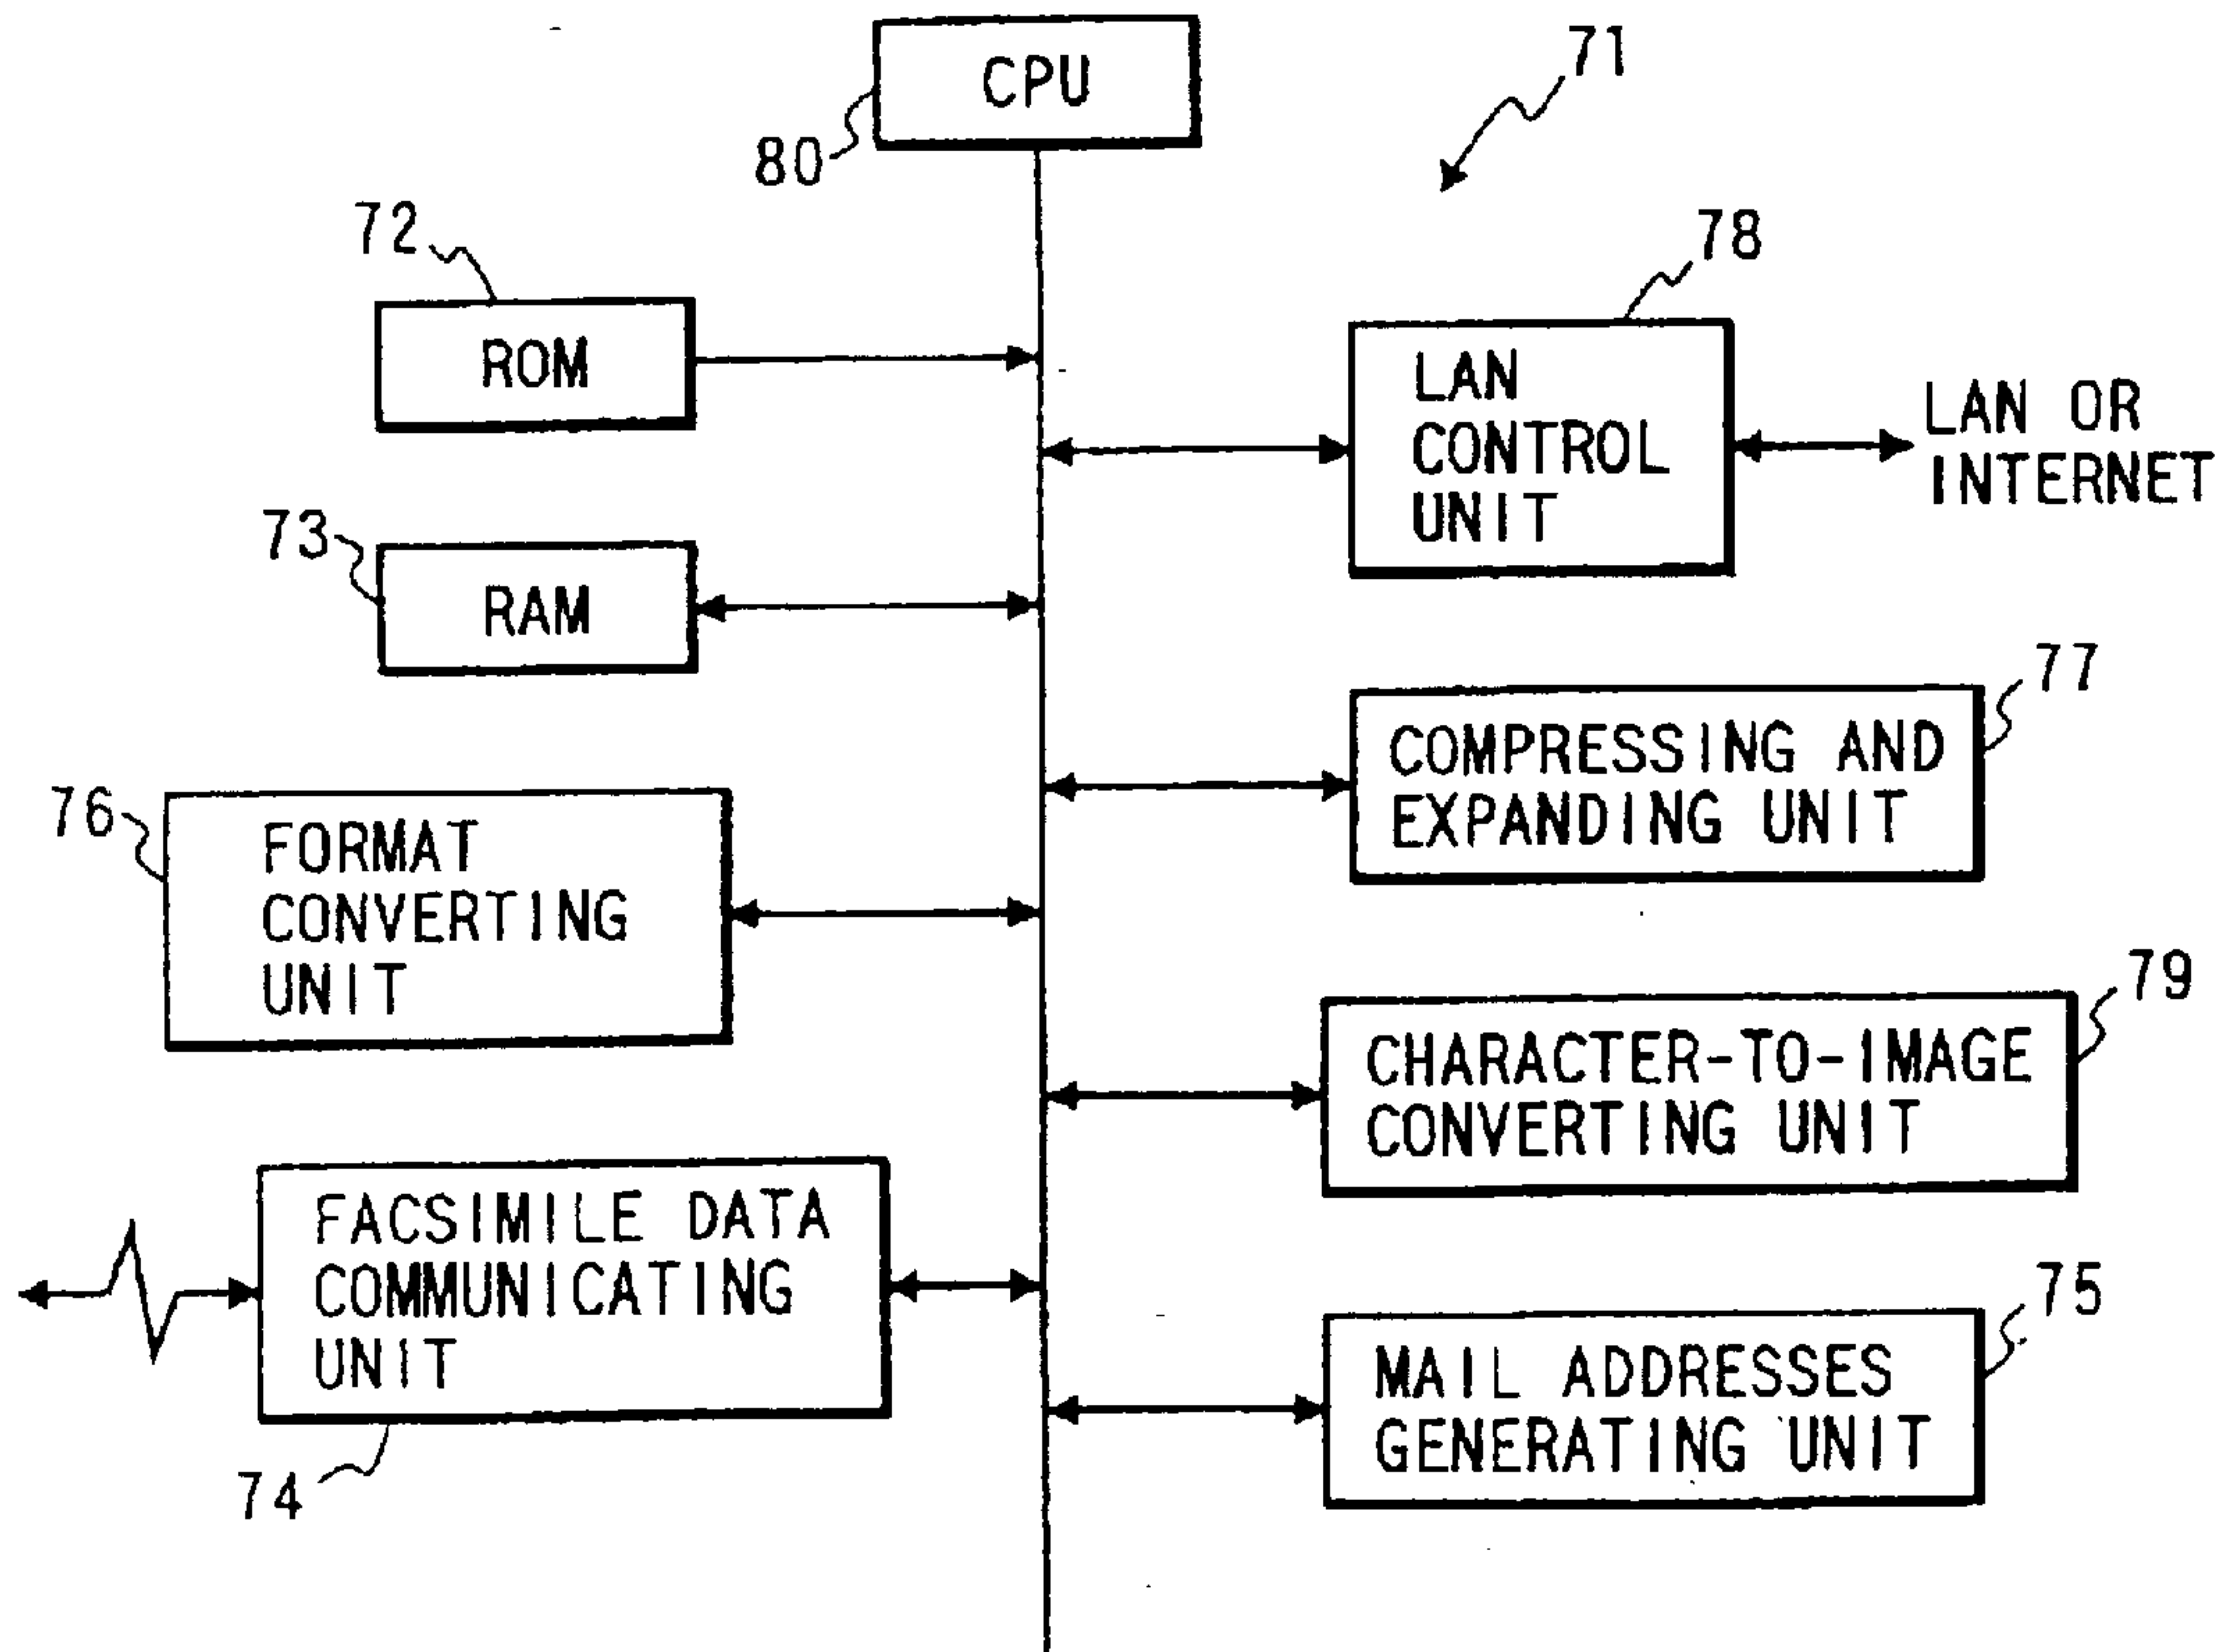 CPU
71
80
72
78
ROM
LAN
CONTROL
UNIT
LAN OR
INTERNET
73
RAM
77
COMPRESSING AND
EXPANDING UNIT
76
FORMAT
CONVERTING
UNIT
79
CHARACTER-TO-IMAGE
CONVERTING UNIT
FACSIMILE DATA
COMMUNICATING
UNIT
74
75
MAIL ADDRESSES
GENERATING UNIT